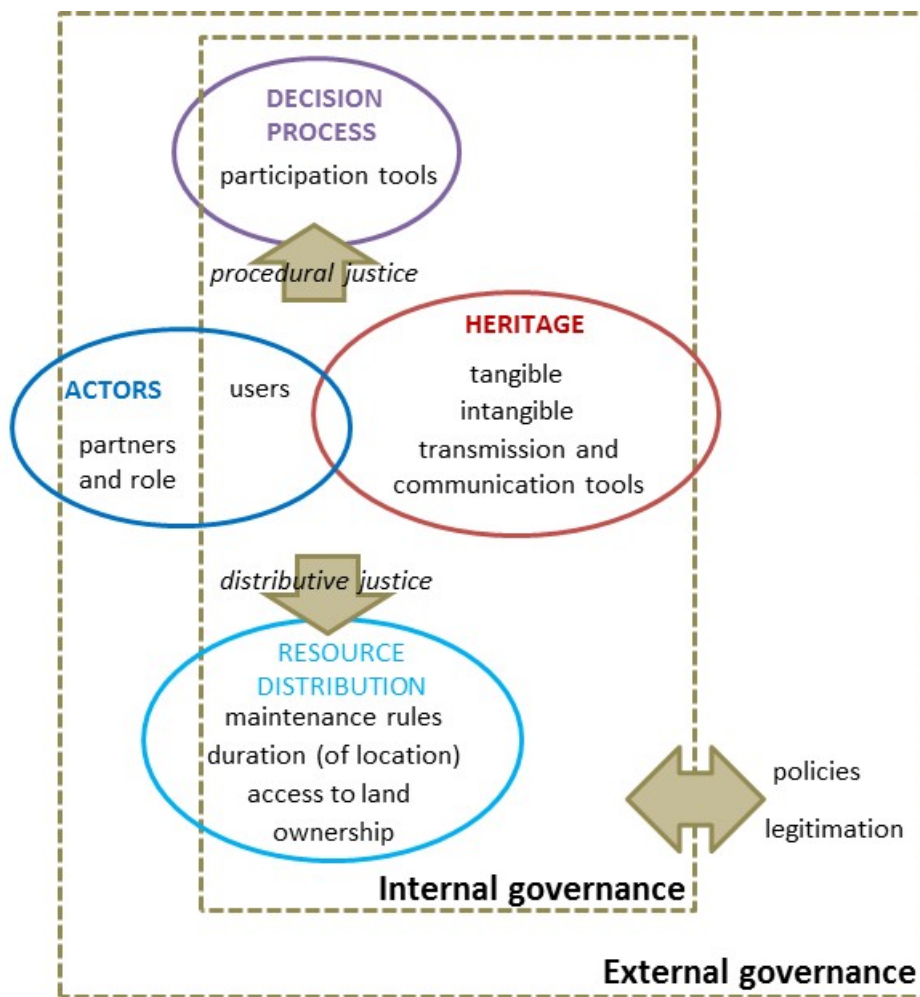 DECISION
PROCESS
participation tools
procedural justice
HERITAGE
tangible
intangible
transmission and
communication tools
ACTORS
users
partners
and role
distributive justice
RESOURCE
DISTRIBUTION
maintenance rules
duration (of location)
access to land
ownership
policies
legitimation
Internal governance
External governance